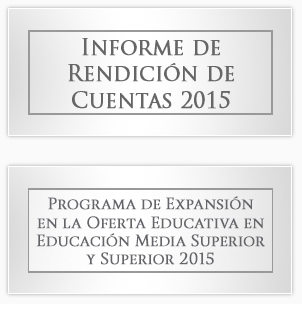 Informe de
Rendición de
Cuentas 2015
Programa de Expansión
en la Oferta Educativa en
Educación Media Superior
y Superior 2015